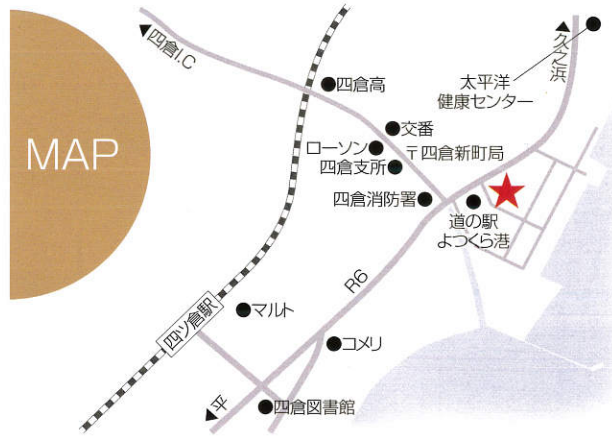 MAP
四倉I.C
久之浜
太平洋
健康センター
四倉高
交番
ローソン
〒四倉新町局
四倉支所
四倉消防署
道の駅
よつくら港
R6
四ツ倉駅
マルト
コメリ
平
四倉図書館